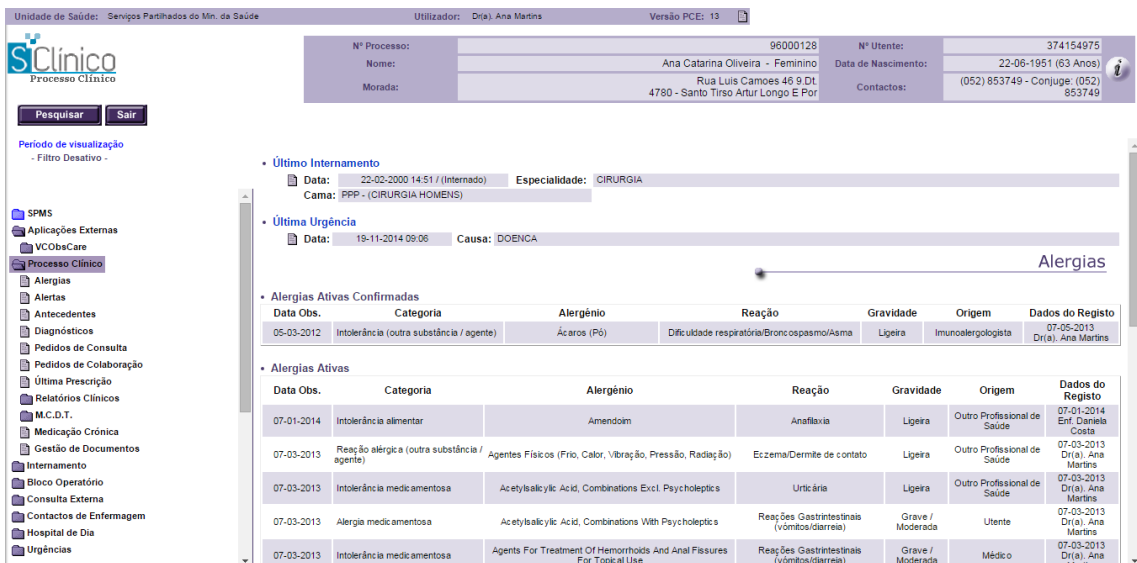 Unidade de Saúde: Serviços Partilhados do Min. da Saúde Utilizador: Dr(a). Ana Martins Versão PCE: 13
SClínico
Processo Clínico
Nº Processo: 96000128 Nº Utente: 374154975
Nome: Ana Catarina Oliveira - Feminino Data de Nascimento: 22-06-1951 (63 Anos)
Morada: Rua Luis Camoes 46 9.Dt. 4780 - Santo Tirso Artur Longo E Por Contactos: (052) 853749 - Conjuge: (052) 853749
i
Pesquisar Sair
Período de visualização
- Filtro Desativo -
SPMS
Aplicações Externas
VCObsCare
Processo Clínico
Alergias
Alertas
Antecedentes
Diagnósticos
Pedidos de Consulta
Pedidos de Colaboração
Última Prescrição
Relatórios Clínicos
M.C.D.T.
Medicação Crónica
Gestão de Documentos
Internamento
Bloco Operatório
Consulta Externa
Contactos de Enfermagem
Hospital de Dia
Urgências
Último Internamento
Data: 22-02-2000 14:51 / (Internado) Especialidade: CIRURGIA
Cama: PPP - (CIRURGIA HOMENS)
Última Urgência
Data: 19-11-2014 09:06 Causa: DOENCA
Alergias
Alergias Ativas Confirmadas
Data Obs. Categoria Alergénio Reação Gravidade Origem Dados do Registo
05-03-2012 Intolerância (outra substância / agente) Ácaros (Pó) Dificuldade respiratória/Broncospasmo/Asma Ligeira Imunoalergologista 07-05-2013 Dr(a). Ana Martins
Alergias Ativas
Data Obs. Categoria Alergénio Reação Gravidade Origem Dados do Registo
07-01-2014 Intolerância alimentar Amendoim Anafilaxia Ligeira Outro Profissional de Saúde 07-01-2014 Enf. Daniela Costa
07-03-2013 Reação alérgica (outra substância / agente) Agentes Físicos (Frio, Calor, Vibração, Pressão, Radiação) Eczema/Dermite de contato Ligeira Outro Profissional de Saúde 07-03-2013 Dr(a). Ana Martins
07-03-2013 Intolerância medicamentosa Acetylsalicylic Acid, Combinations Excl. Psycholeptics Urticária Ligeira Outro Profissional de Saúde 07-03-2013 Dr(a). Ana Martins
07-03-2013 Alergia medicamentosa Acetylsalicylic Acid, Combinations With Psycholeptics Reações Gastrintestinais (vómitos/diarreia) Grave / Moderada Utente 07-03-2013 Dr(a). Ana Martins
07-03-2013 Intolerância medicamentosa Agents For Treatment Of Hemorrhoids And Anal Fissures For Topical Use Reações Gastrintestinais (vómitos/diarreia) Grave / Moderada Médico 07-03-2013 Dr(a). Ana